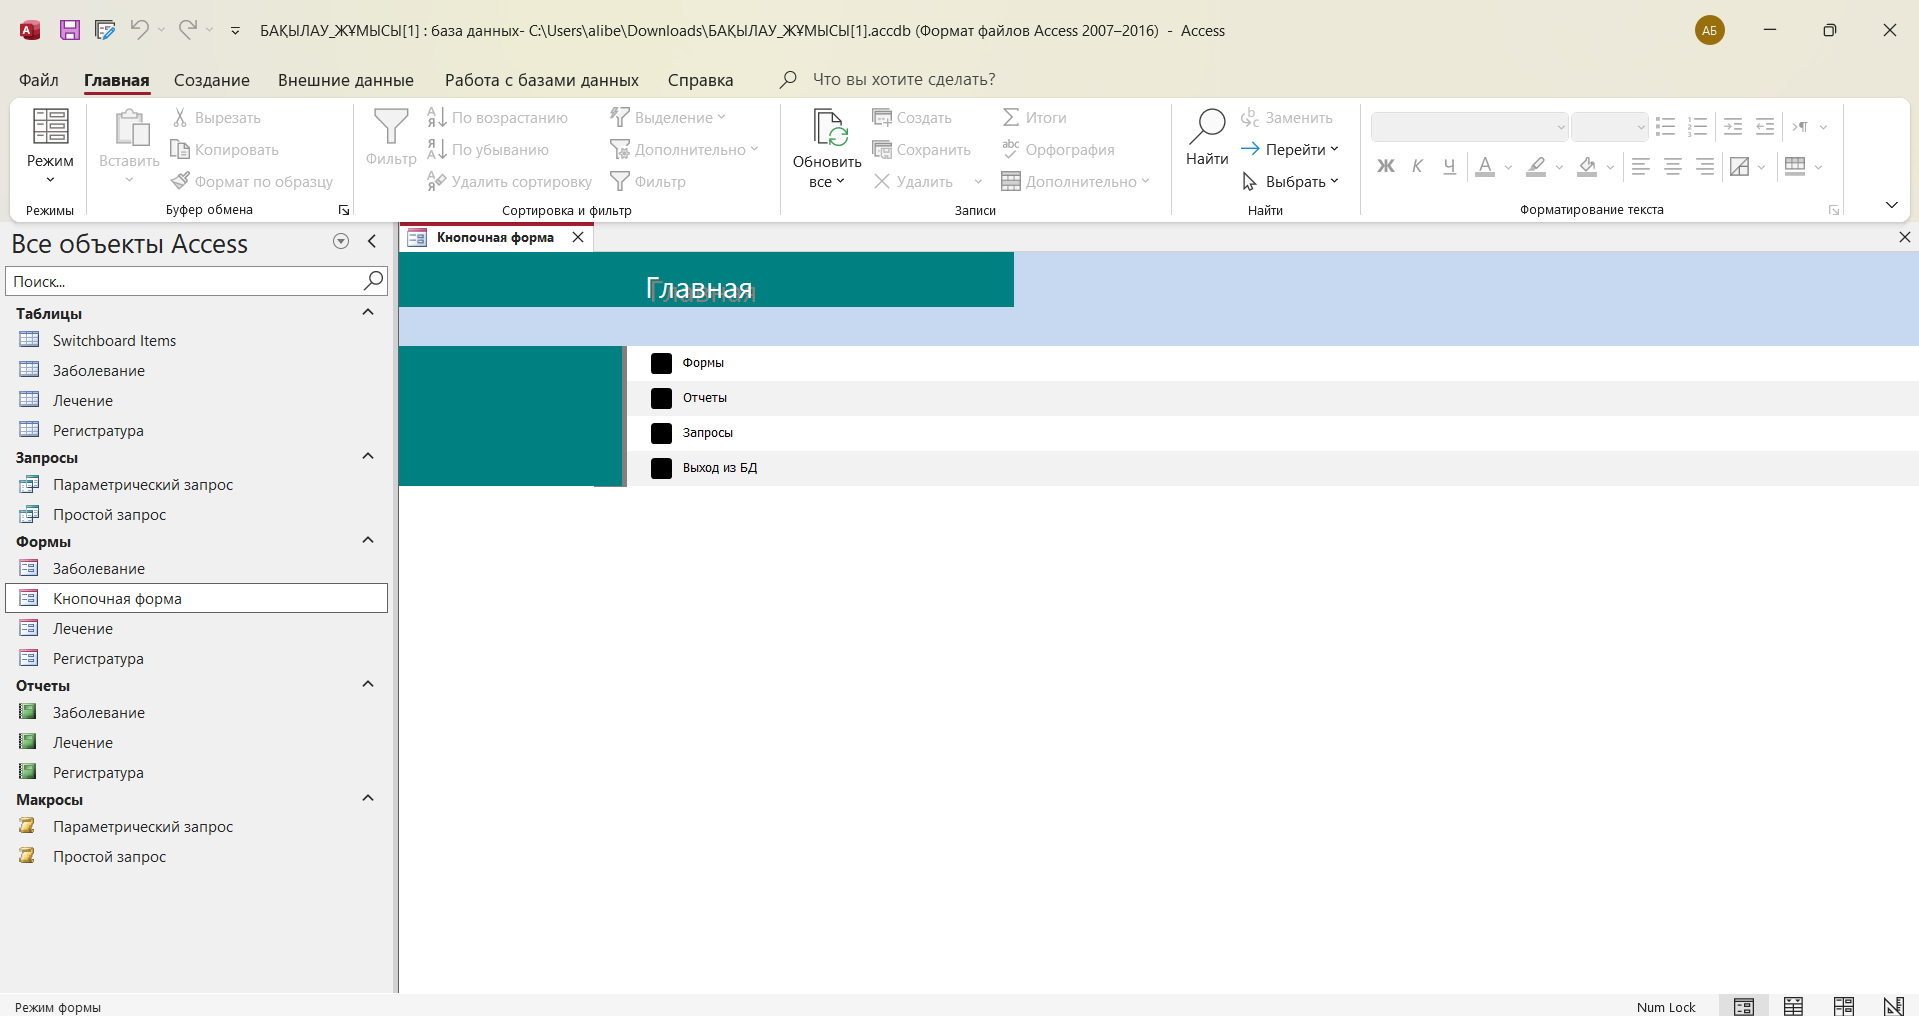 БАҚЫЛАУ_ЖҰМЫСЫ[1] : база данных- C:\Users\alibe\Downloads\БАҚЫЛАУ_ЖҰМЫСЫ[1].accdb (Формат файлов Access 2007–2016) - Access
АБ
Файл Главная Создание Внешние данные Работа с базами данных Справка Что вы хотите сделать?
Режим
Режимы
Вставить
Вырезать
Копировать
Формат по образцу
Буфер обмена
Фильтр
По возрастанию
По убыванию
Удалить сортировку
Выделение
Дополнительно
Фильтр
Сортировка и фильтр
Обновить
все
Создать
Сохранить
Удалить
Итоги
Орфография
Дополнительно
Записи
Найти
Заменить
Перейти
Выбрать
Найти
Ж К Ч А
Форматирование текста
Все объекты Access
Поиск...
Таблицы
Switchboard Items
Заболевание
Лечение
Регистратура
Запросы
Параметрический запрос
Простой запрос
Формы
Заболевание
Кнопочная форма
Лечение
Регистратура
Отчеты
Заболевание
Лечение
Регистратура
Макросы
Параметрический запрос
Простой запрос
Кнопочная форма
Главная
Формы
Отчеты
Запросы
Выход из БД
Режим формы
Num Lock